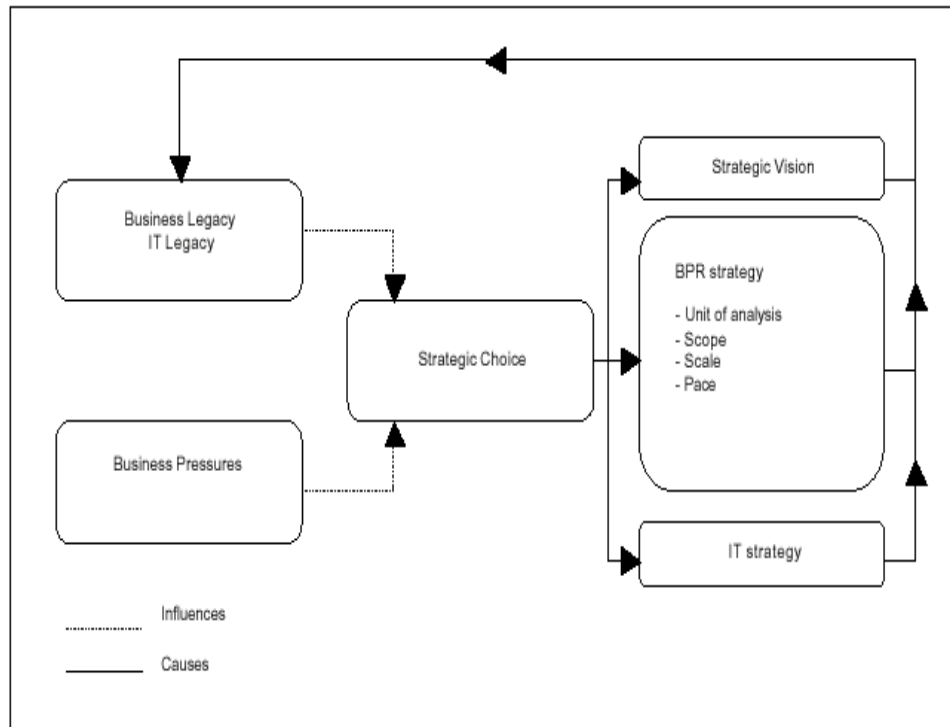 Strategic Vision
Business Legacy
IT Legacy
BPR strategy
- Unit of analysis
- Scope
- Scale
- Pace
Strategic Choice
Business Pressures
IT strategy
Influences
Causes